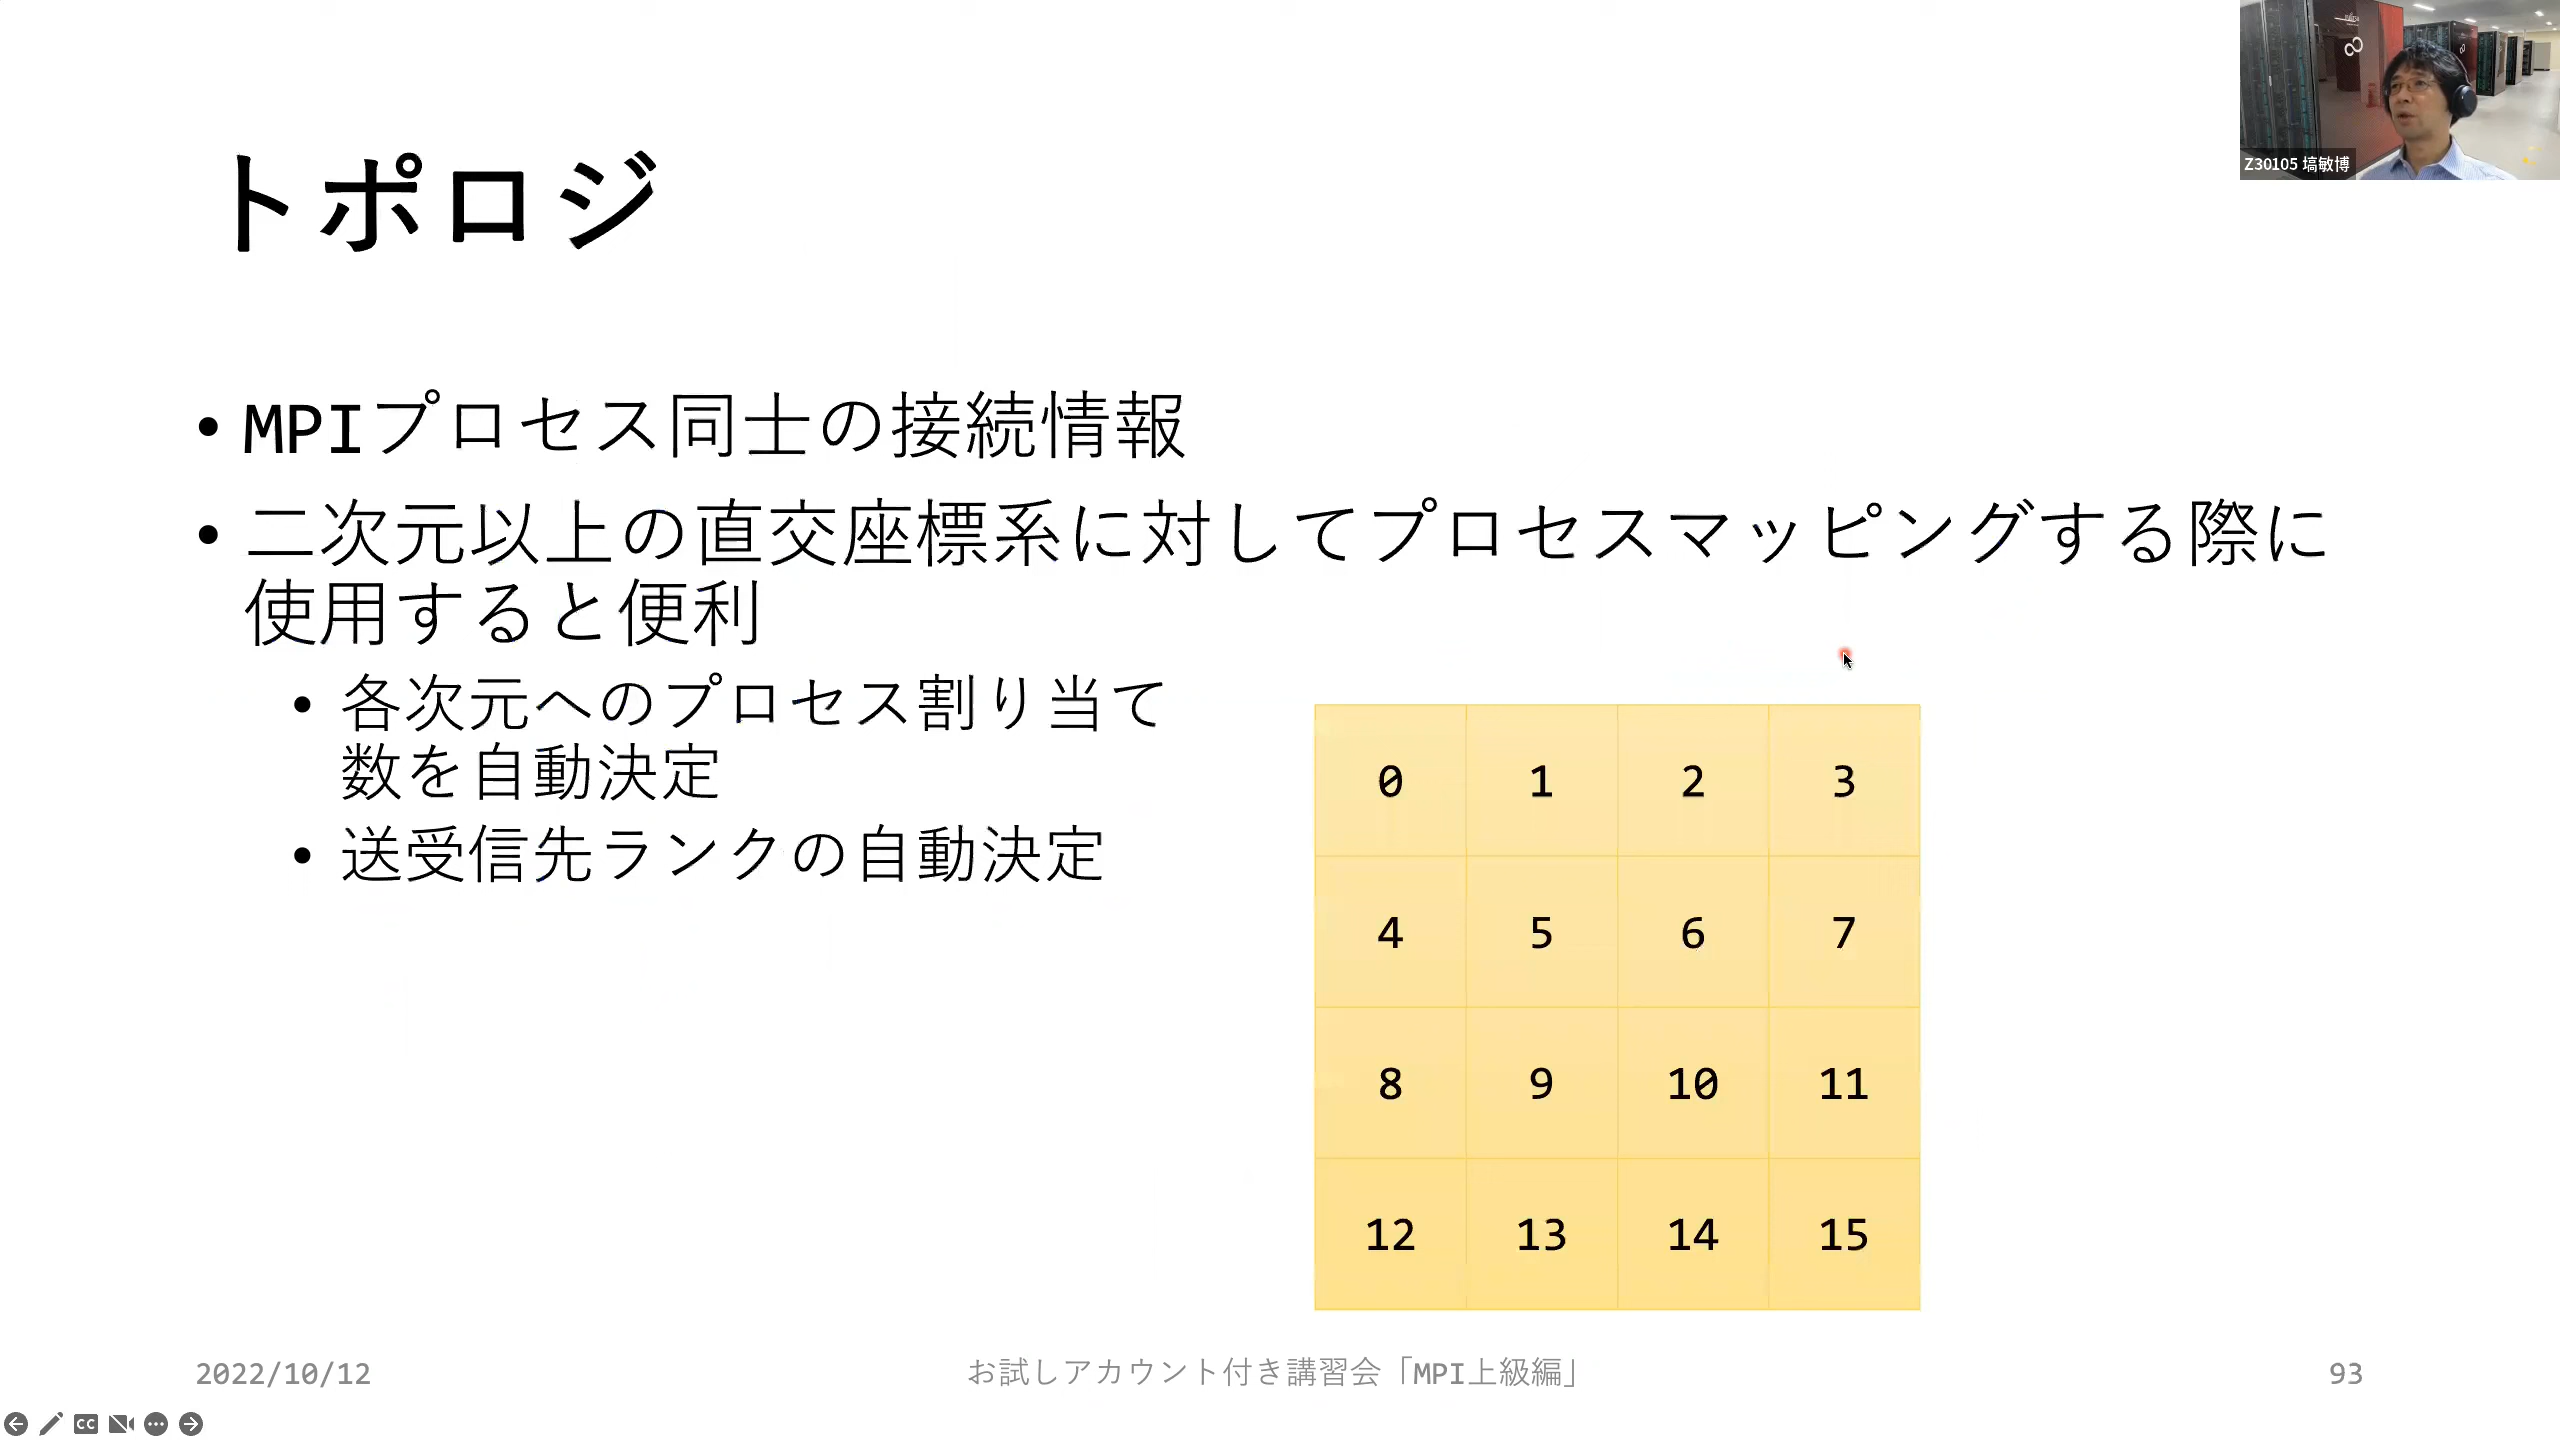 Z30105 塙敏博
トポロジ
• MPIプロセス同士の接続情報
• 二次元以上の直交座標系に対してプロセスマッピングする際に
使用すると便利
• 各次元へのプロセス割り当て
数を自動決定
• 送受信先ランクの自動決定
0 1 2 3
4 5 6 7
8 9 10 11
12 13 14 15
2022/10/12
お試しアカウント付き講習会「MPI上級編」
93
CC